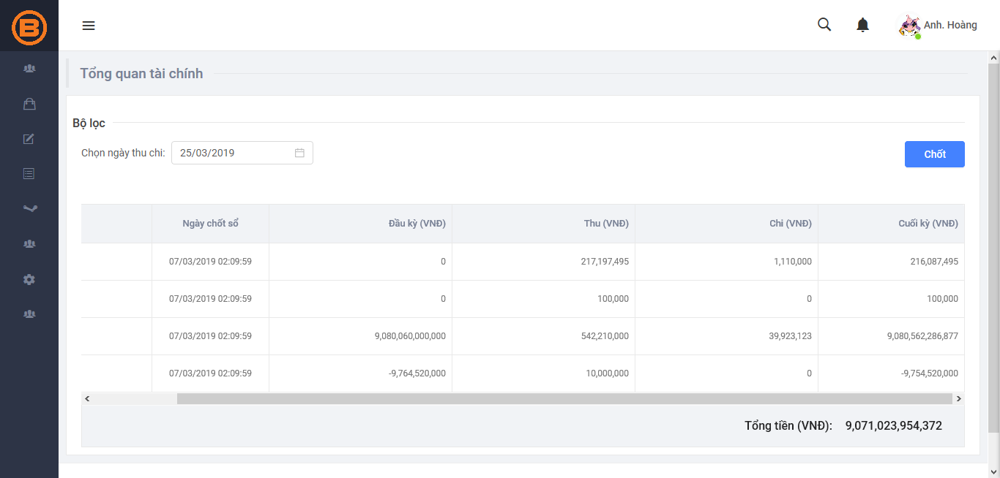 B
Anh. Hoàng
Tổng quan tài chính
Bộ lọc
Chọn ngày thu chi: 25/03/2019
Chốt
Ngày chốt sổ Đầu kỳ (VNĐ) Thu (VNĐ) Chi (VNĐ) Cuối kỳ (VNĐ)
07/03/2019 02:09:59 0 217,197,495 1,110,000 216,087,495
07/03/2019 02:09:59 0 100,000 0 100,000
07/03/2019 02:09:59 9,080,060,000,000 542,210,000 39,923,123 9,080,562,286,877
07/03/2019 02:09:59 -9,764,520,000 10,000,000 0 -9,754,520,000
Tổng tiền (VNĐ): 9,071,023,954,372